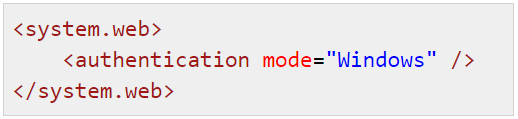 <system.web>
    <authentication mode="Windows" />
</system.web>